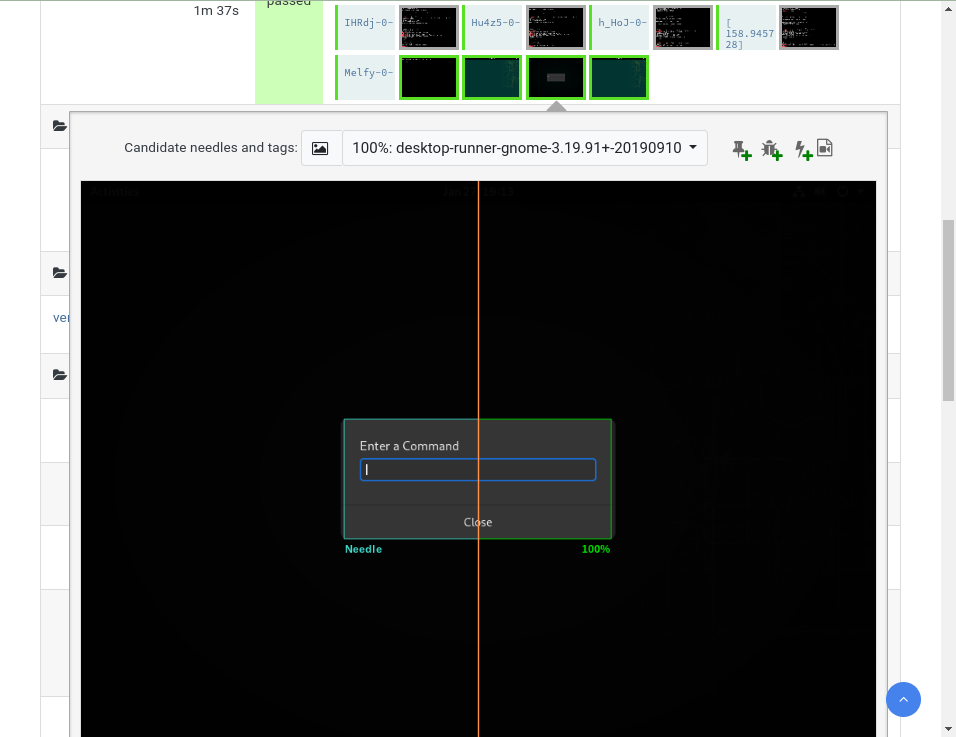 1m 37s
passed
IHRdj-0-
Hu4z5-0-
h_HoJ-0-
[
158.9457
28]
Melfy-0-
Candidate needles and tags:
100%: desktop-runner-gnome-3.19.91+-20190910
Activities
ver
Enter a Command
Close
Needle
100%